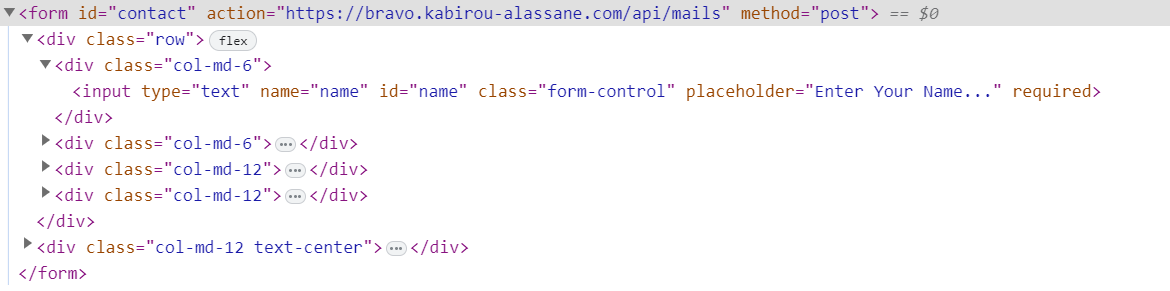 <form id="contact" action="https://bravo.kabirou-alassane.com/api/mails" method="post"> == $0
<div class="row"> flex
<div class="col-md-6">
<input type="text" name="name" id="name" class="form-control" placeholder="Enter Your Name..." required>
</div>
<div class="col-md-6">…</div>
<div class="col-md-12">…</div>
<div class="col-md-12">…</div>
</div>
<div class="col-md-12 text-center">…</div>
</form>